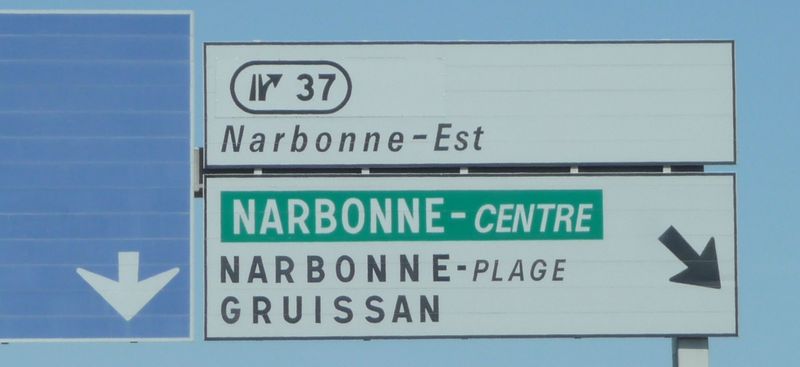 37
Narbonne-Est
NARBONNE-CENTRE
NARBONNE-PLAGE
GRUISSAN